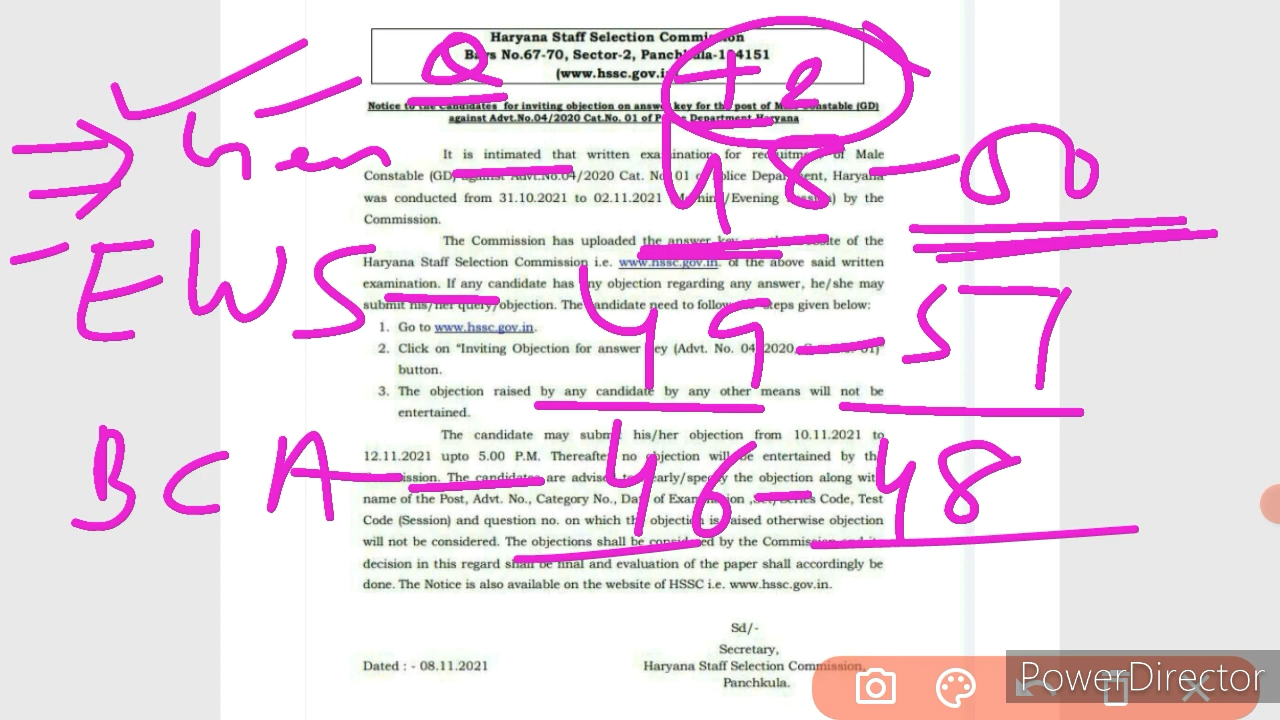 Haryana Staff Selection Commission
Bays No.67-70, Sector-2, Panchkula-134151
(www.hssc.gov.in)
Q
+ 2
Notice to the Candidates for inviting objection on answer key for the post of Male Constable (GD)
against Advt.No.04/2020 Cat.No. 01 of Police Department, Haryana
Gen 48 - 50
It is intimated that written examination for recruitment of Male
Constable (GD) against Advt.No.04/2020 Cat. No. 01 of Police Department, Haryana
was conducted from 31.10.2021 to 02.11.2021 (Morning/Evening Session) by the
Commission.
The Commission has uploaded the answer key on the website of the
Haryana Staff Selection Commission i.e. www.hssc.gov.in. of the above said written
examination. If any candidate has any objection regarding any answer, he/she may
submit his/her query/objection. The candidate need to follow the steps given below:
EWS - 49 - 57
1. Go to www.hssc.gov.in.
2. Click on "Inviting Objection for answer key (Advt. No. 04/2020, Cat. No. 01)"
button.
3. The objection raised by any candidate by any other means will not be
entertained.
The candidate may submit his/her objection from 10.11.2021 to
12.11.2021 upto 5.00 P.M. Thereafter no objection will be entertained by the
Commission. The candidates are advised to clearly/specify the objection along with
BCA - 46 - 48
name of the Post, Advt. No., Category No., Date of Examination ,Set/Series Code, Test
Code (Session) and question no. on which the objection is raised otherwise objection
will not be considered. The objections shall be considered by the Commission and its
decision in this regard shall be final and evaluation of the paper shall accordingly be
done. The Notice is also available on the website of HSSC i.e. www.hssc.gov.in.
Sd/-
Secretary,
Dated : - 08.11.2021 Haryana Staff Selection Commission,
Panchkula.
PowerDirector